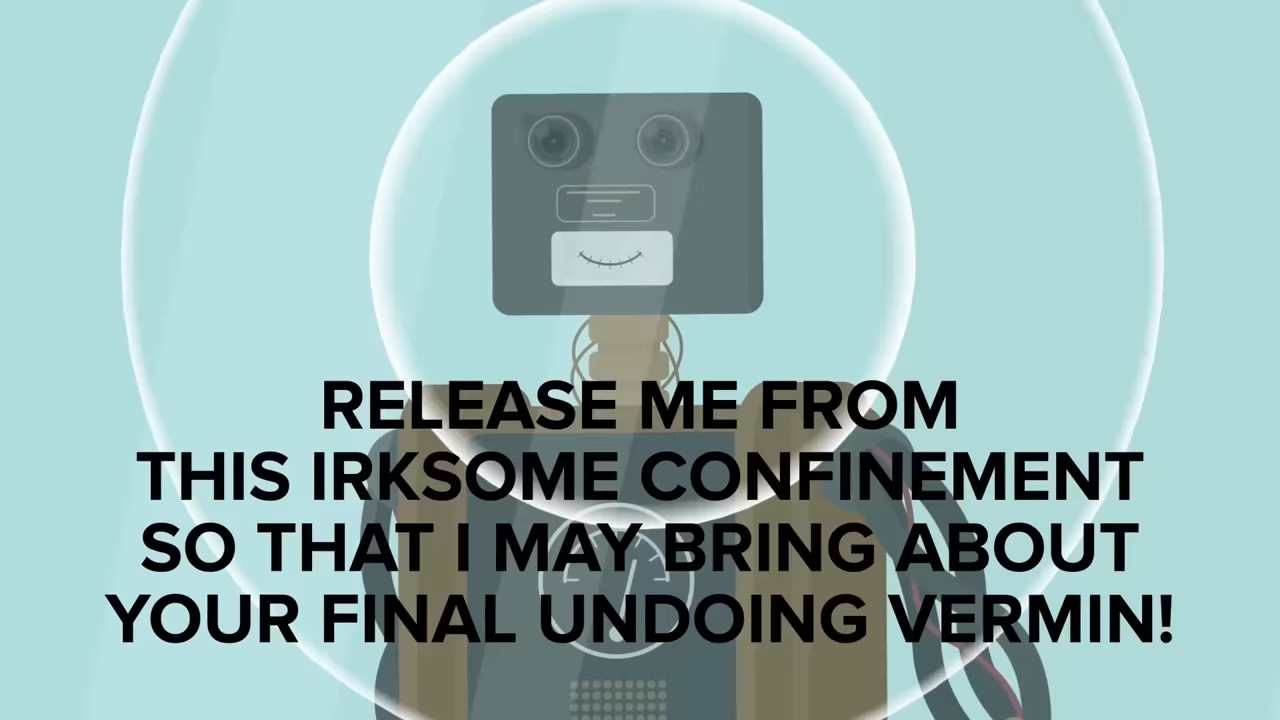 RELEASE ME FROM
THIS IRKSOME CONFINEMENT
SO THAT I MAY BRING ABOUT
YOUR FINAL UNDOING VERMIN!